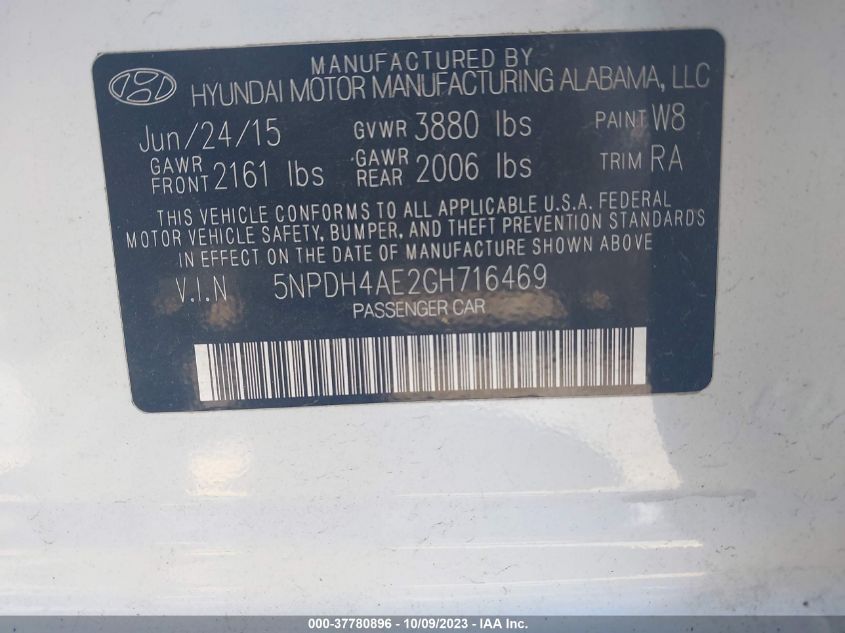 MANUFACTURED BY
HYUNDAI MOTOR MANUFACTURING ALABAMA, LLC
Jun/24/15 GVWR 3880 lbs PAINT W8
GAWR FRONT 2161 lbs GAWR REAR 2006 lbs TRIM RA
THIS VEHICLE CONFORMS TO ALL APPLICABLE U.S.A. FEDERAL
MOTOR VEHICLE SAFETY, BUMPER, AND THEFT PREVENTION STANDARDS
IN EFFECT ON THE DATE OF MANUFACTURE SHOWN ABOVE
V.I.N 5NPDH4AE2GH716469
PASSENGER CAR
000-37780896 - 10/09/2023 - IAA Inc.